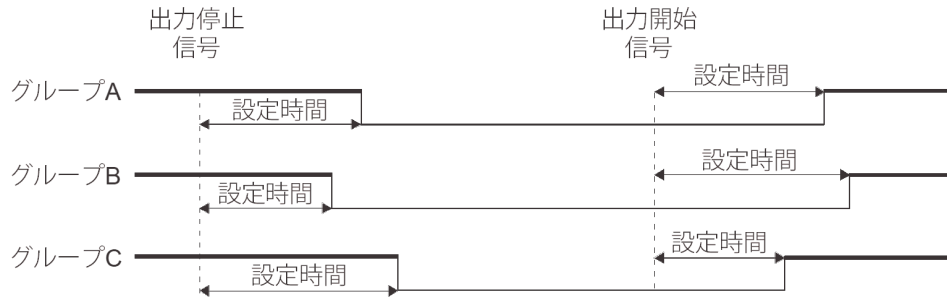 出力停止
信号
出力開始
信号
グループA
設定時間
設定時間
グループB
設定時間
設定時間
グループC
設定時間
設定時間